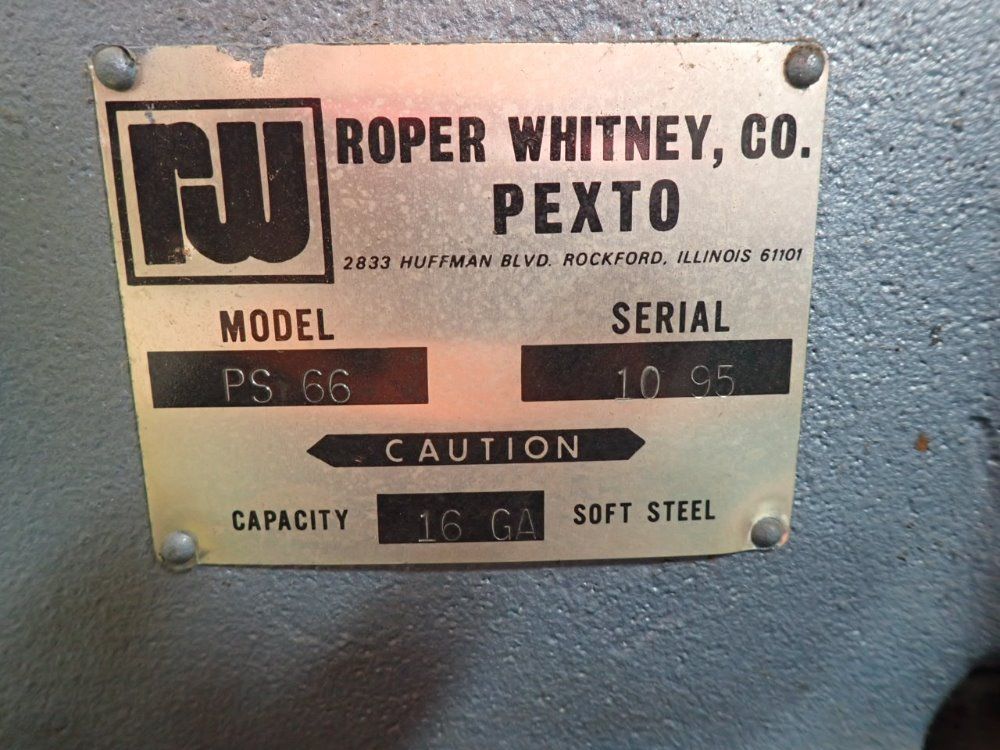 rw
ROPER WHITNEY, CO.
PEXTO
2833 HUFFMAN BLVD. ROCKFORD, ILLINOIS 61101
MODEL
SERIAL
PS 66
10 95
CAUTION
CAPACITY 16 GA SOFT STEEL